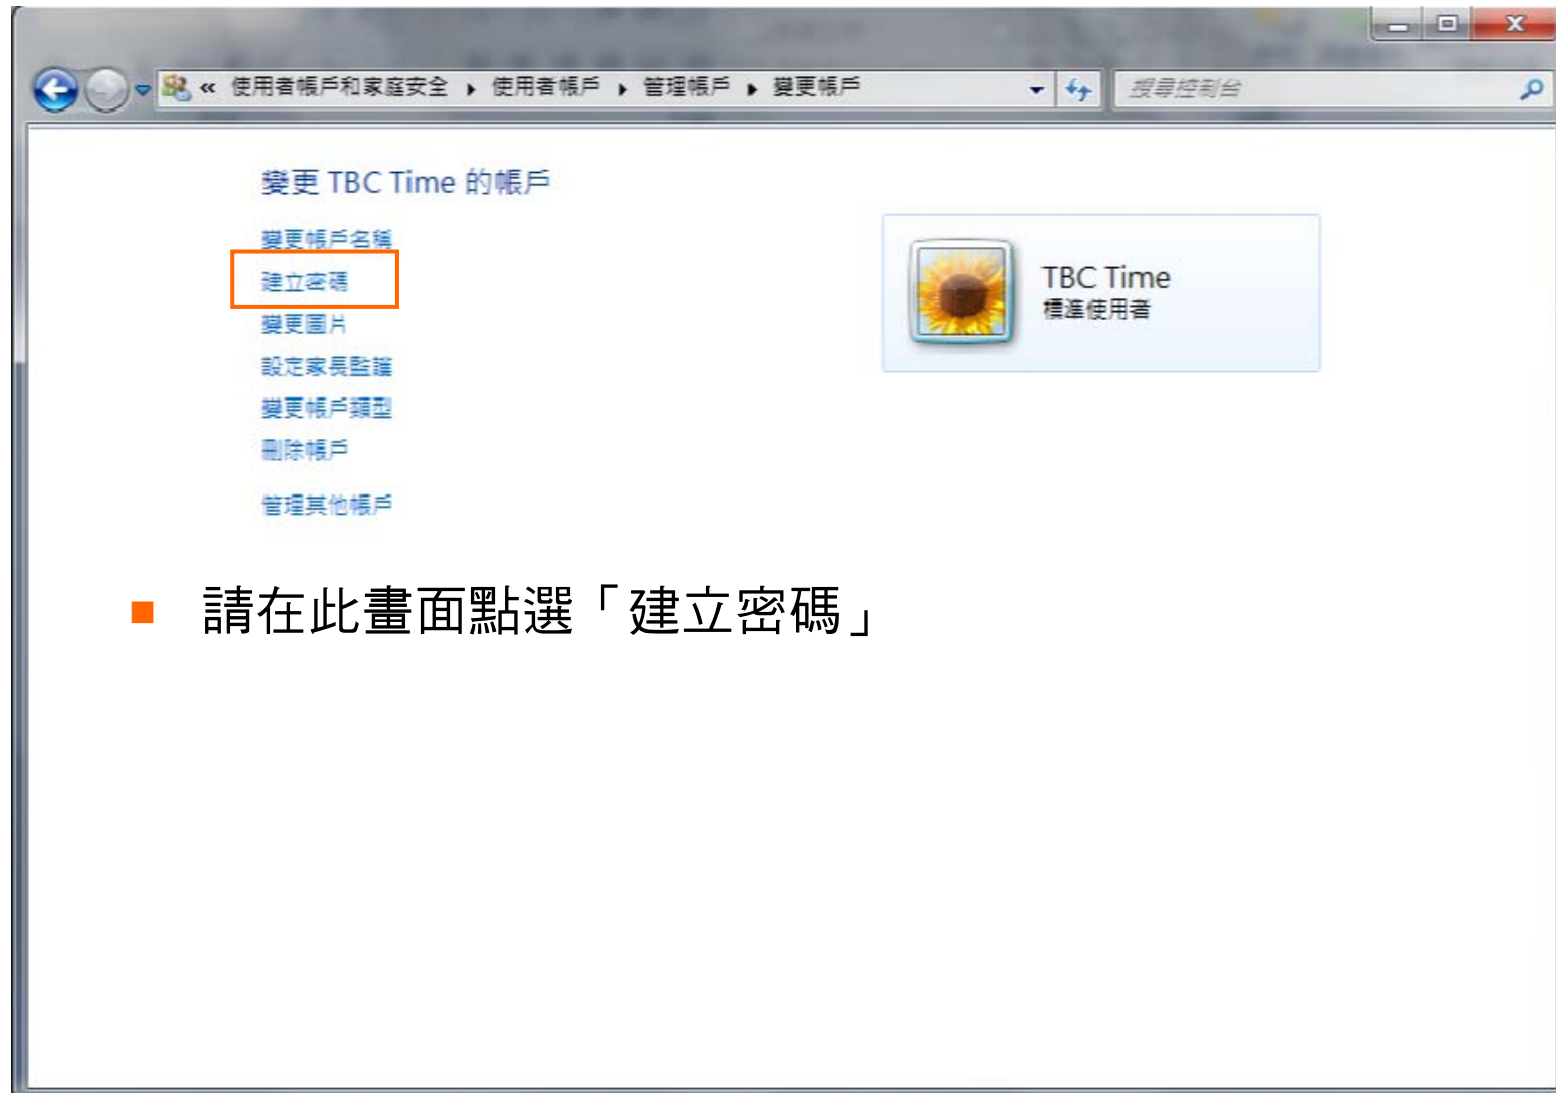 « 使用者帳戶和家庭安全 ▸ 使用者帳戶 ▸ 管理帳戶 ▸ 變更帳戶
搜尋控制台
變更 TBC Time 的帳戶
變更帳戶名稱
建立密碼
變更圖片
設定家長監護
變更帳戶類型
刪除帳戶
管理其他帳戶
TBC Time
標準使用者
■ 請在此畫面點選「建立密碼」